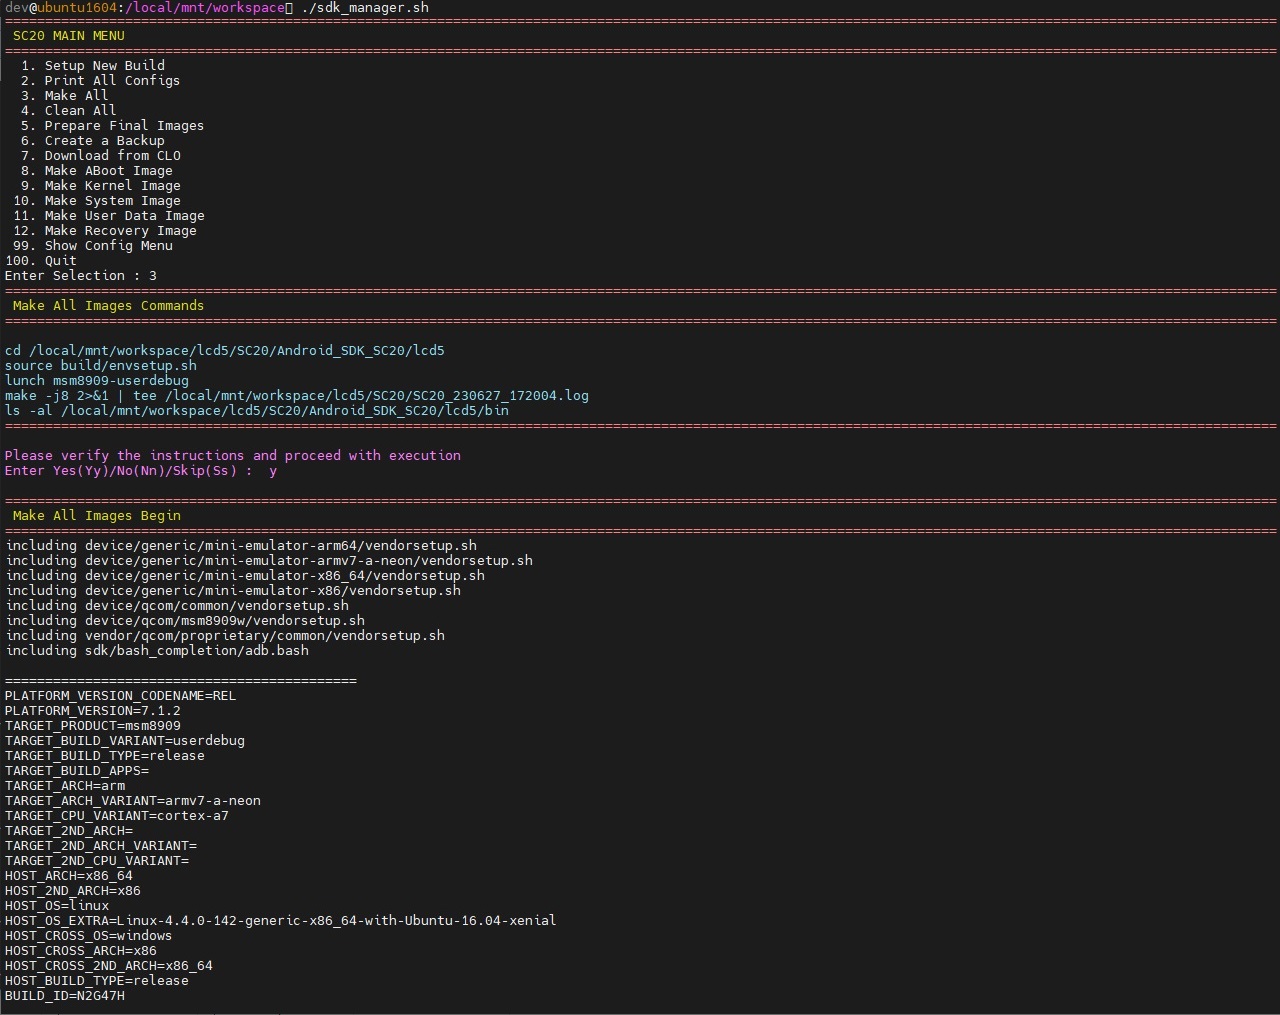 dev@ubuntu1604:/local/mnt/workspace ./sdk_manager.sh
================================================================================
SC20 MAIN MENU
================================================================================
1. Setup New Build
2. Print All Configs
3. Make All
4. Clean All
5. Prepare Final Images
6. Create a Backup
7. Download from CLO
8. Make ABoot Image
9. Make Kernel Image
10. Make System Image
11. Make User Data Image
12. Make Recovery Image
99. Show Config Menu
100. Quit
Enter Selection : 3
================================================================================
Make All Images Commands
================================================================================
cd /local/mnt/workspace/lcd5/SC20/Android_SDK_SC20/lcd5
source build/envsetup.sh
lunch msm8909-userdebug
make -j8 2>&1 | tee /local/mnt/workspace/lcd5/SC20/SC20_230627_172004.log
ls -al /local/mnt/workspace/lcd5/SC20/Android_SDK_SC20/lcd5/bin
================================================================================
Please verify the instructions and proceed with execution
Enter Yes(Yy)/No(Nn)/Skip(Ss) :  y
================================================================================
Make All Images Begin
================================================================================
including device/generic/mini-emulator-arm64/vendorsetup.sh
including device/generic/mini-emulator-armv7-a-neon/vendorsetup.sh
including device/generic/mini-emulator-x86_64/vendorsetup.sh
including device/generic/mini-emulator-x86/vendorsetup.sh
including device/qcom/common/vendorsetup.sh
including device/qcom/msm8909w/vendorsetup.sh
including vendor/qcom/proprietary/common/vendorsetup.sh
including sdk/bash_completion/adb.bash
============================================
PLATFORM_VERSION_CODENAME=REL
PLATFORM_VERSION=7.1.2
TARGET_PRODUCT=msm8909
TARGET_BUILD_VARIANT=userdebug
TARGET_BUILD_TYPE=release
TARGET_BUILD_APPS=
TARGET_ARCH=arm
TARGET_ARCH_VARIANT=armv7-a-neon
TARGET_CPU_VARIANT=cortex-a7
TARGET_2ND_ARCH=
TARGET_2ND_ARCH_VARIANT=
TARGET_2ND_CPU_VARIANT=
HOST_ARCH=x86_64
HOST_2ND_ARCH=x86
HOST_OS=linux
HOST_OS_EXTRA=Linux-4.4.0-142-generic-x86_64-with-Ubuntu-16.04-xenial
HOST_CROSS_OS=windows
HOST_CROSS_ARCH=x86
HOST_CROSS_2ND_ARCH=x86_64
HOST_BUILD_TYPE=release
BUILD_ID=N2G47H